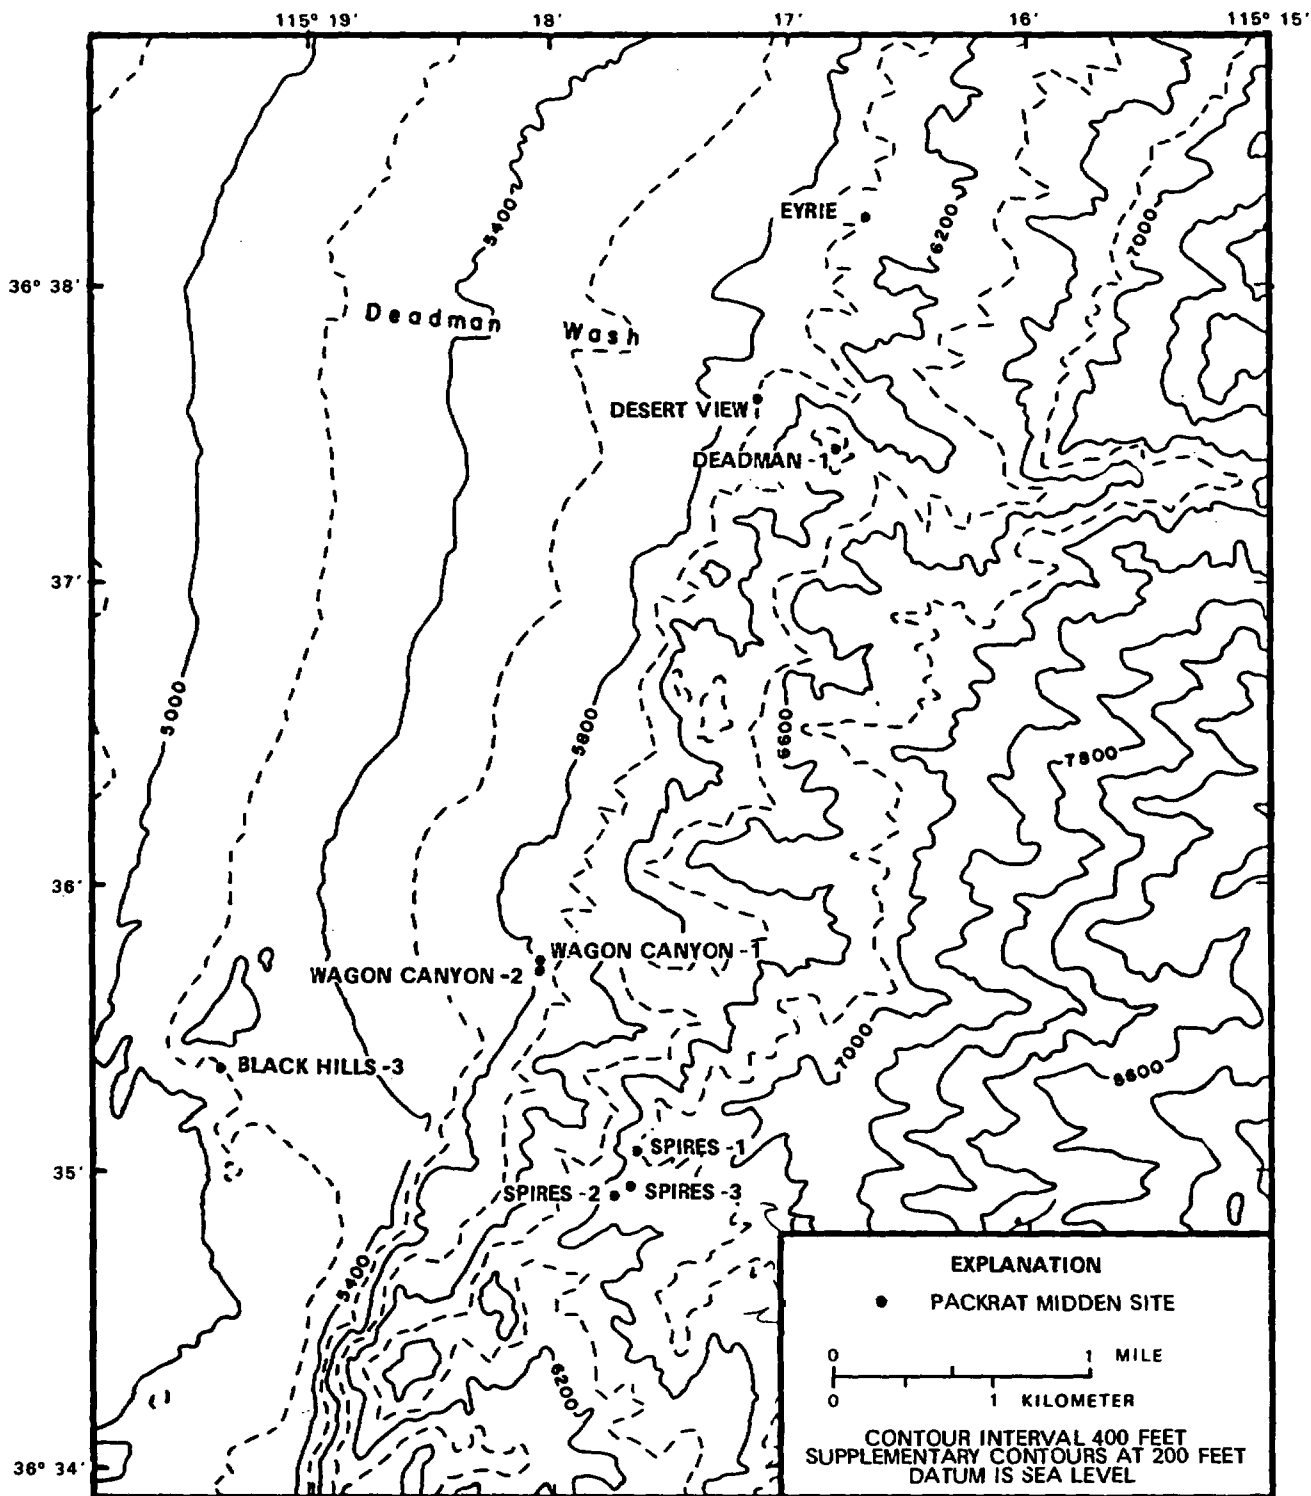 115° 19' 18' 17' 16' 115° 15'
5400
EYRIE
6200
7000
36° 38'
Deadman Wash
DESERT VIEW
DEADMAN -1
37'
5000
5800
6600
7800
36'
WAGON CANYON -1
WAGON CANYON -2
7000
BLACK HILLS -3
8600
SPIRES -1
35'
SPIRES -2
SPIRES -3
5400
6200
36° 34'
EXPLANATION
PACKRAT MIDDEN SITE
0 1 MILE
0 1 KILOMETER
CONTOUR INTERVAL 400 FEET
SUPPLEMENTARY CONTOURS AT 200 FEET
DATUM IS SEA LEVEL